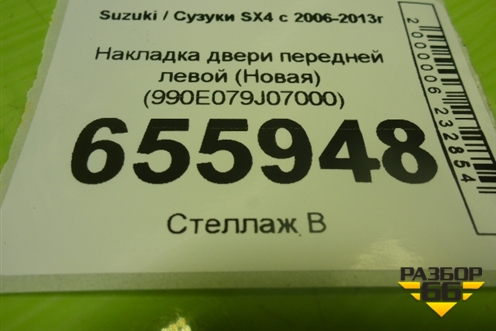 Suzuki / Сузуки SX4 с 2006-2013г
Накладка двери передней
левой (Новая)
(990E079J07000)
655948
Стеллаж В
2000006232854
РАЗБОР
66